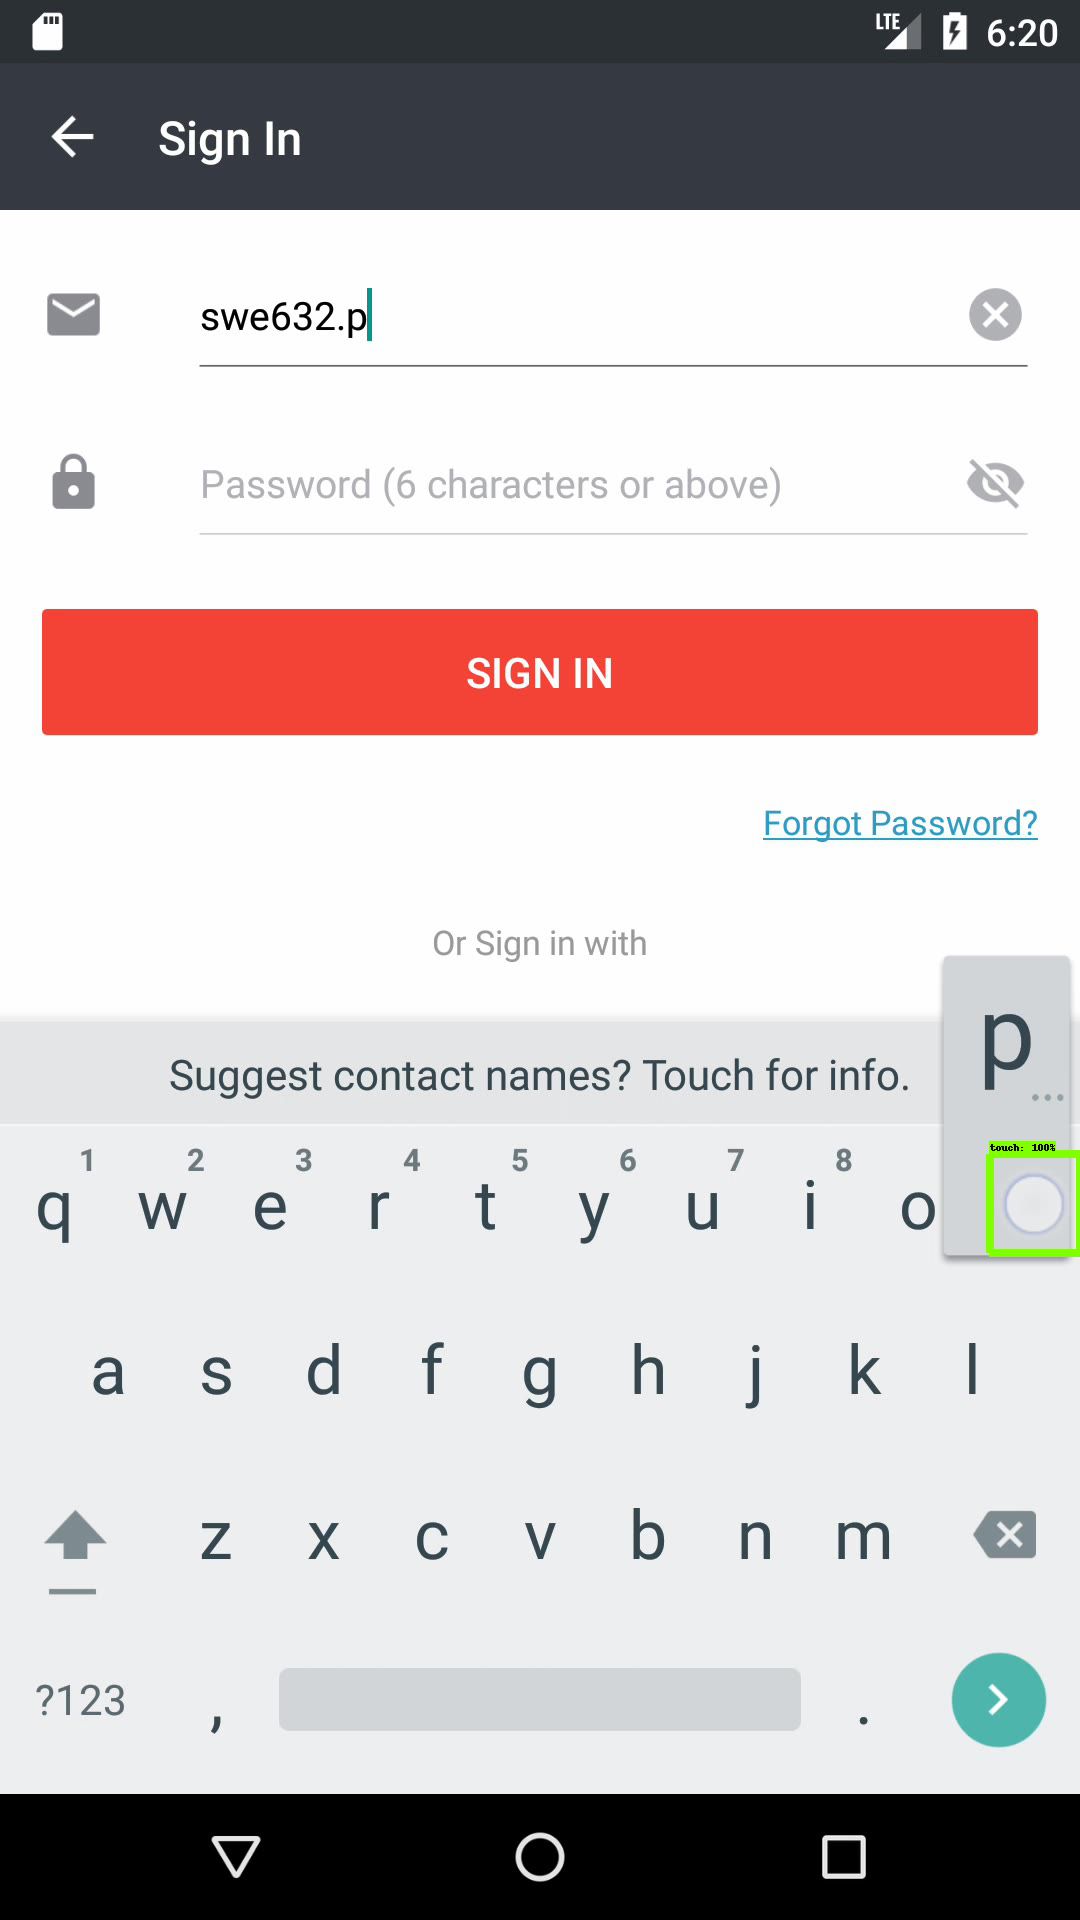 LTE 6:20
Sign In
swe632.p
Password (6 characters or above)
SIGN IN
Forgot Password?
Or Sign in with
p
...
Suggest contact names? Touch for info.
touch: 100%
1 2 3 4 5 6 7 8
q w e r t y u i o
a s d f g h j k l
z x c v b n m
?123 , .